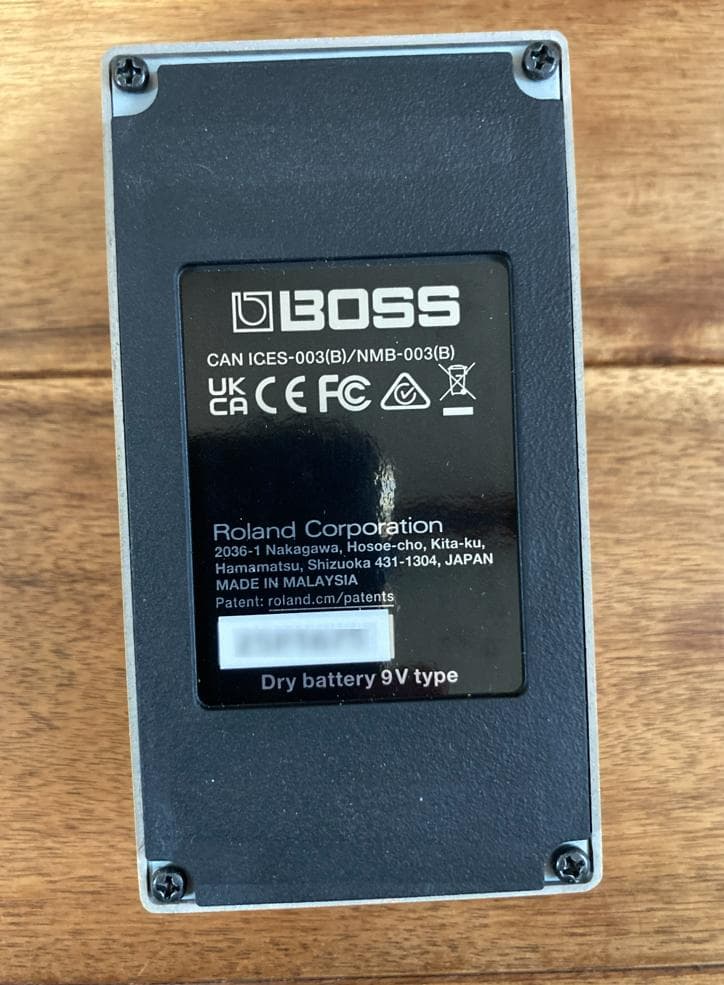 BOSS
CAN ICES-003(B)/NMB-003(B)
UK
CA CE FC
Roland Corporation
2036-1 Nakagawa, Hosoe-cho, Kita-ku,
Hamamatsu, Shizuoka 431-1304, JAPAN
MADE IN MALAYSIA
Patent: roland.cm/patents
Dry battery 9V type